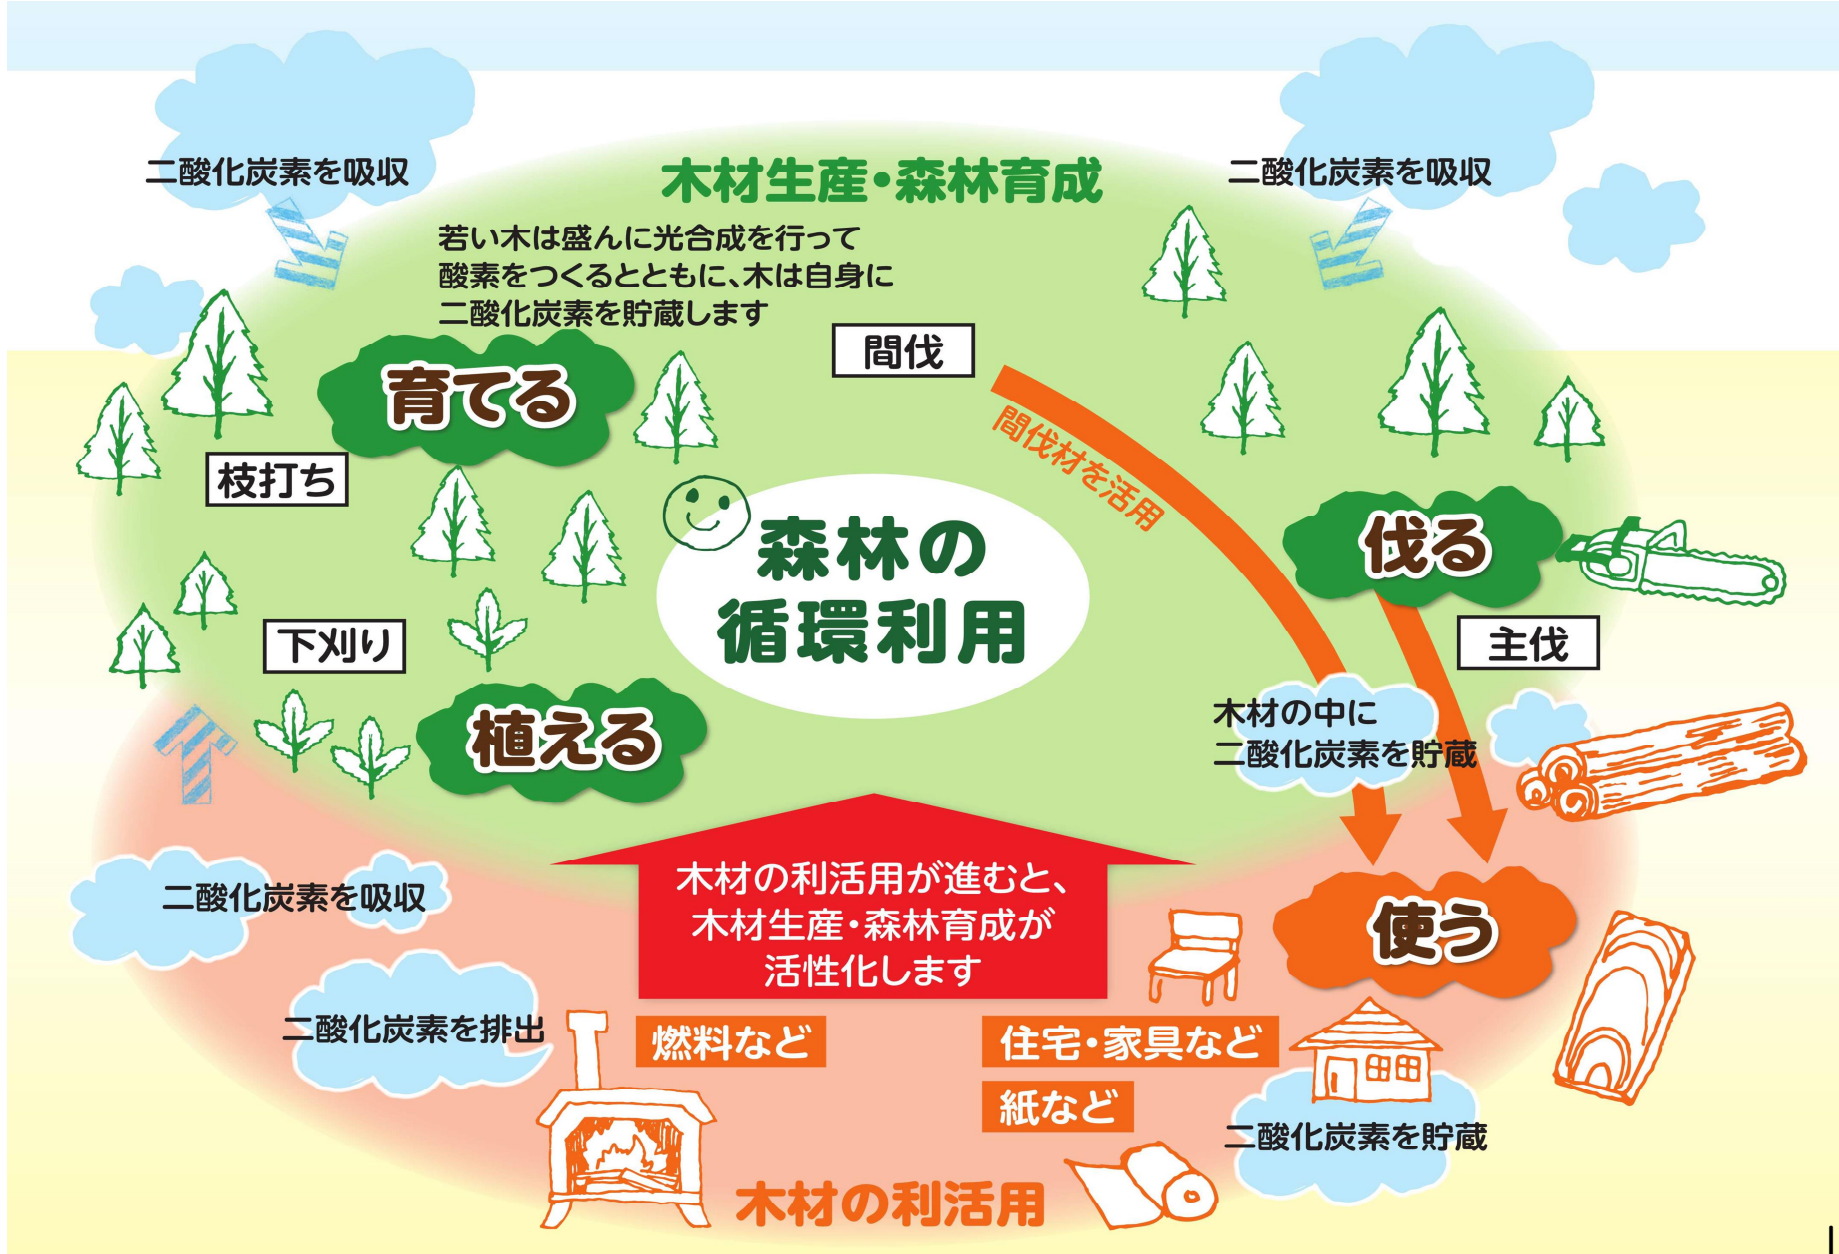 二酸化炭素を吸収
木材生産・森林育成
二酸化炭素を吸収
若い木は盛んに光合成を行って
酸素をつくるとともに、木は自身に
二酸化炭素を貯蔵します
間伐
育てる
間伐材を活用
枝打ち
森林の
循環利用
伐る
下刈り
主伐
植える
木材の中に
二酸化炭素を貯蔵
木材の利活用が進むと、
木材生産・森林育成が
活性化します
二酸化炭素を吸収
使う
二酸化炭素を排出
燃料など
住宅・家具など
紙など
二酸化炭素を貯蔵
木材の利活用